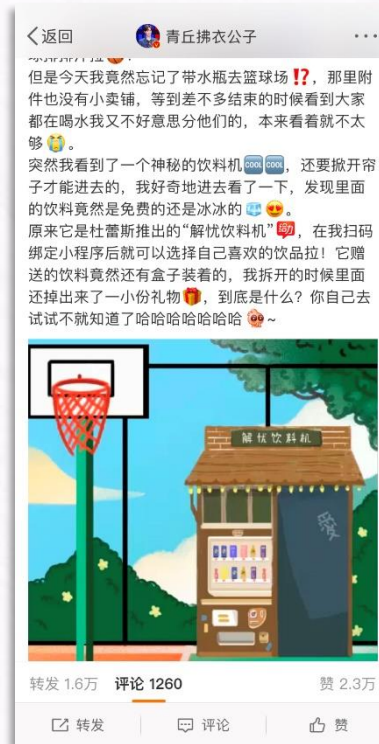 返回
青丘拂衣公子
但是今天我竟然忘记了带水瓶去篮球场⁉️，那里附
件也没有小卖铺，等到差不多结束的时候看到大家
都在喝水我又不好意思分他们的，本来看着就不太
够😭。
突然我看到了一个神秘的饮料机🆒🆒，还要掀开帘
子才能进去的，我好奇地进去看了一下，发现里面
的饮料竟然是免费的还是冰冰的🧊😍。
原来它是杜蕾斯推出的“解忧饮料机”，在我扫码
绑定小程序后就可以选择自己喜欢的饮品拉！它赠
送的饮料竟然还有盒子装着的，我拆开的时候里面
还掉出来了一小份礼物🎁，到底是什么？你自己去
试试不就知道了哈哈哈哈哈哈哈~
解忧饮料机
爱
转发 1.6万 评论 1260 赞 2.3万
转发 评论 赞